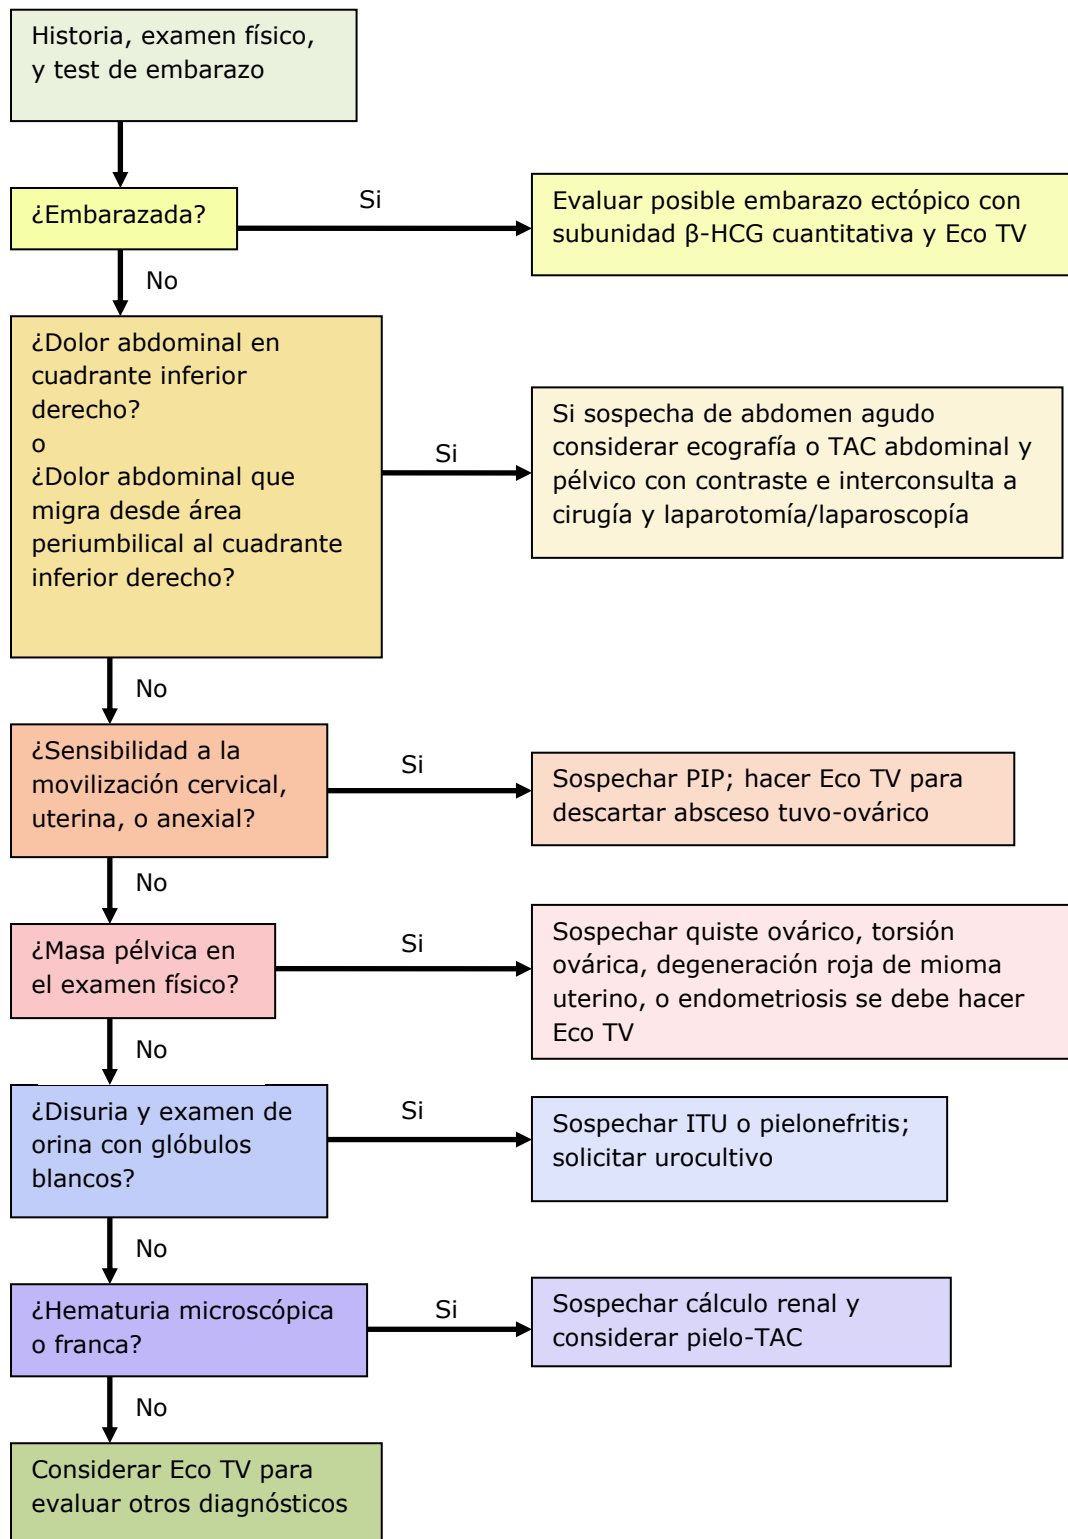 Historia, examen físico,
y test de embarazo
¿Embarazada?
Si
Evaluar posible embarazo ectópico con
subunidad β-HCG cuantitativa y Eco TV
No
¿Dolor abdominal en
cuadrante inferior
derecho?
o
¿Dolor abdominal que
migra desde área
periumbilical al cuadrante
inferior derecho?
Si
Si sospecha de abdomen agudo
considerar ecografía o TAC abdominal y
pélvico con contraste e interconsulta a
cirugía y laparotomía/laparoscopía
No
¿Sensibilidad a la
movilización cervical,
uterina, o anexial?
Si
Sospechar PIP; hacer Eco TV para
descartar absceso tuvo-ovárico
No
¿Masa pélvica en
el examen físico?
Si
Sospechar quiste ovárico, torsión
ovárica, degeneración roja de mioma
uterino, o endometriosis se debe hacer
Eco TV
No
¿Disuria y examen de
orina con glóbulos
blancos?
Si
Sospechar ITU o pielonefritis;
solicitar urocultivo
No
¿Hematuria microscópica
o franca?
Si
Sospechar cálculo renal y
considerar pielo-TAC
No
Considerar Eco TV para
evaluar otros diagnósticos